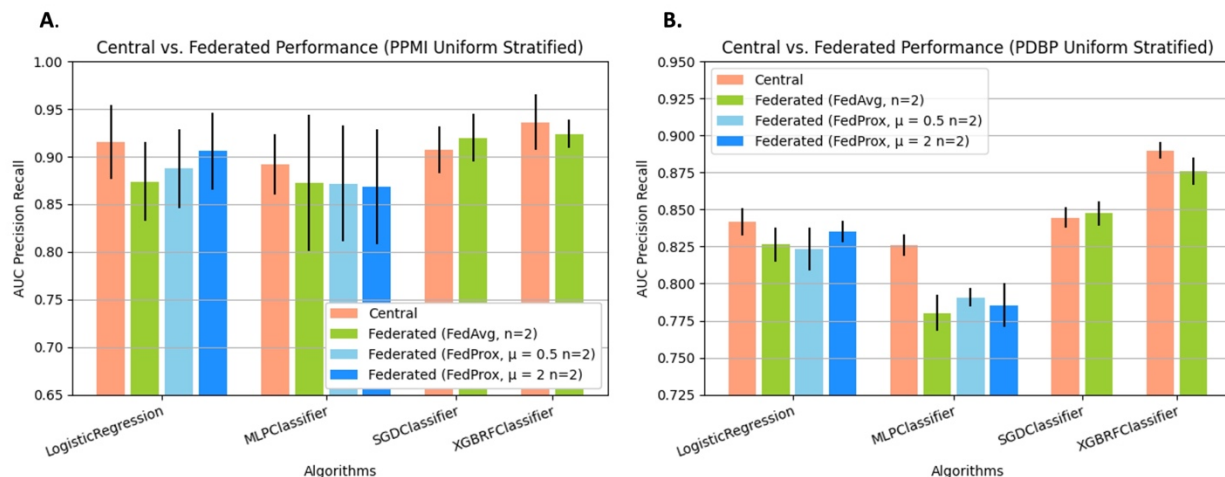 A.
Central vs. Federated Performance (PPMI Uniform Stratified)
AUC Precision Recall
1.00
0.95
0.90
0.85
0.80
0.75
0.70
0.65
Central
Federated (FedAvg, n=2)
Federated (FedProx, μ = 0.5 n=2)
Federated (FedProx, μ = 2 n=2)
LogisticRegression
MLPClassifier
SGDClassifier
XGBRFClassifier
Algorithms
B.
Central vs. Federated Performance (PDBP Uniform Stratified)
AUC Precision Recall
0.950
0.925
0.900
0.875
0.850
0.825
0.800
0.775
0.750
0.725
Central
Federated (FedAvg, n=2)
Federated (FedProx, μ = 0.5 n=2)
Federated (FedProx, μ = 2 n=2)
LogisticRegression
MLPClassifier
SGDClassifier
XGBRFClassifier
Algorithms